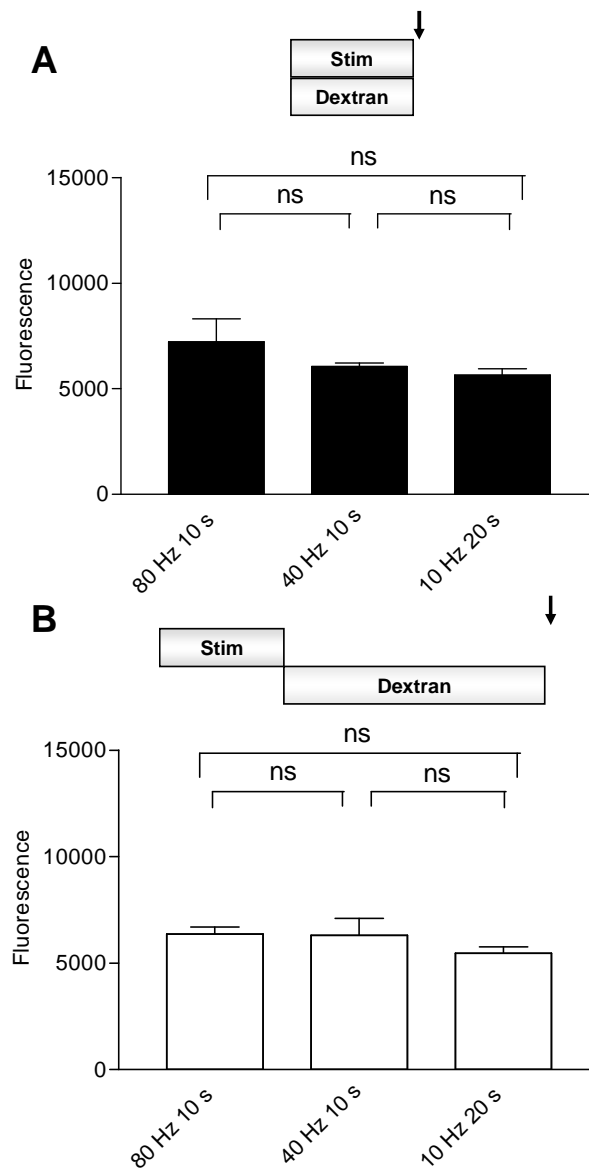 A
Stim
Dextran
ns
ns
ns
15000
10000
5000
0
Fluorescence
80 Hz 10 s
40 Hz 10 s
10 Hz 20 s
B
Stim
Dextran
ns
ns
ns
15000
10000
5000
0
Fluorescence
80 Hz 10 s
40 Hz 10 s
10 Hz 20 s